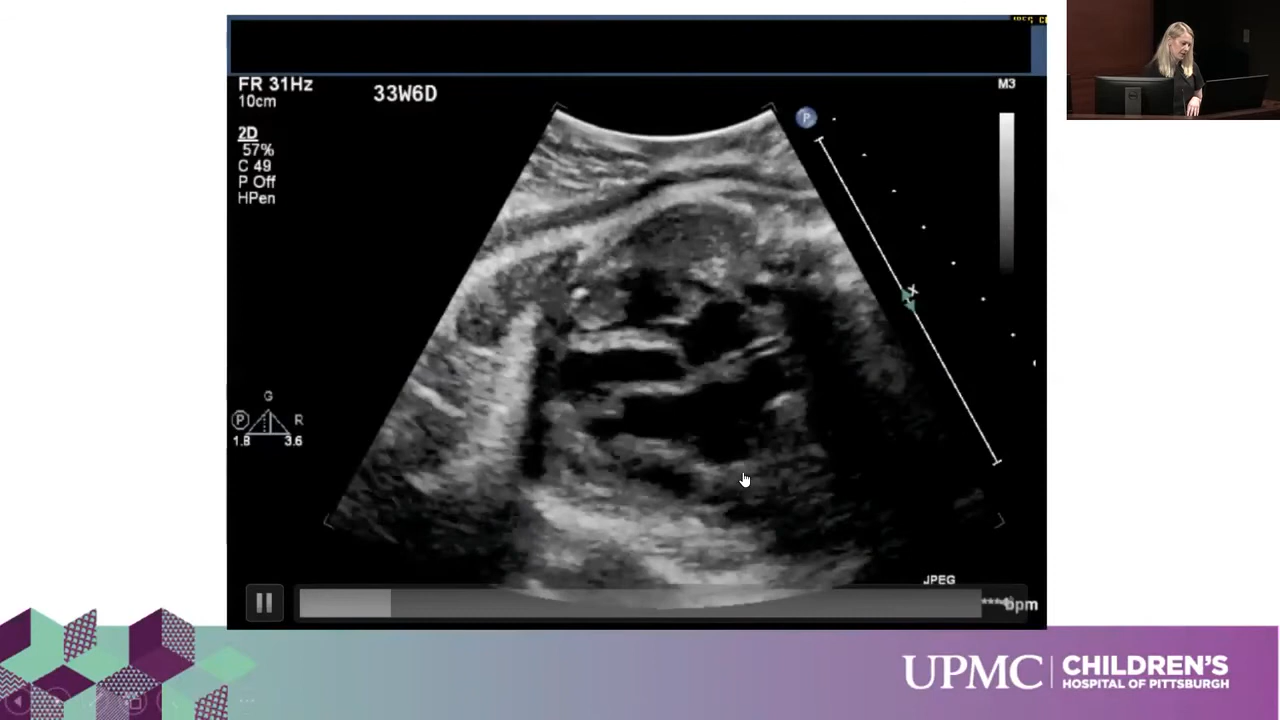 FR 31Hz
10cm
33W6D
M3
2D
57%
C 49
P Off
HPen
P
G
P
R
1.8
3.6
x
JPEG
****bpm
UPMC
CHILDREN'S
HOSPITAL OF PITTSBURGH